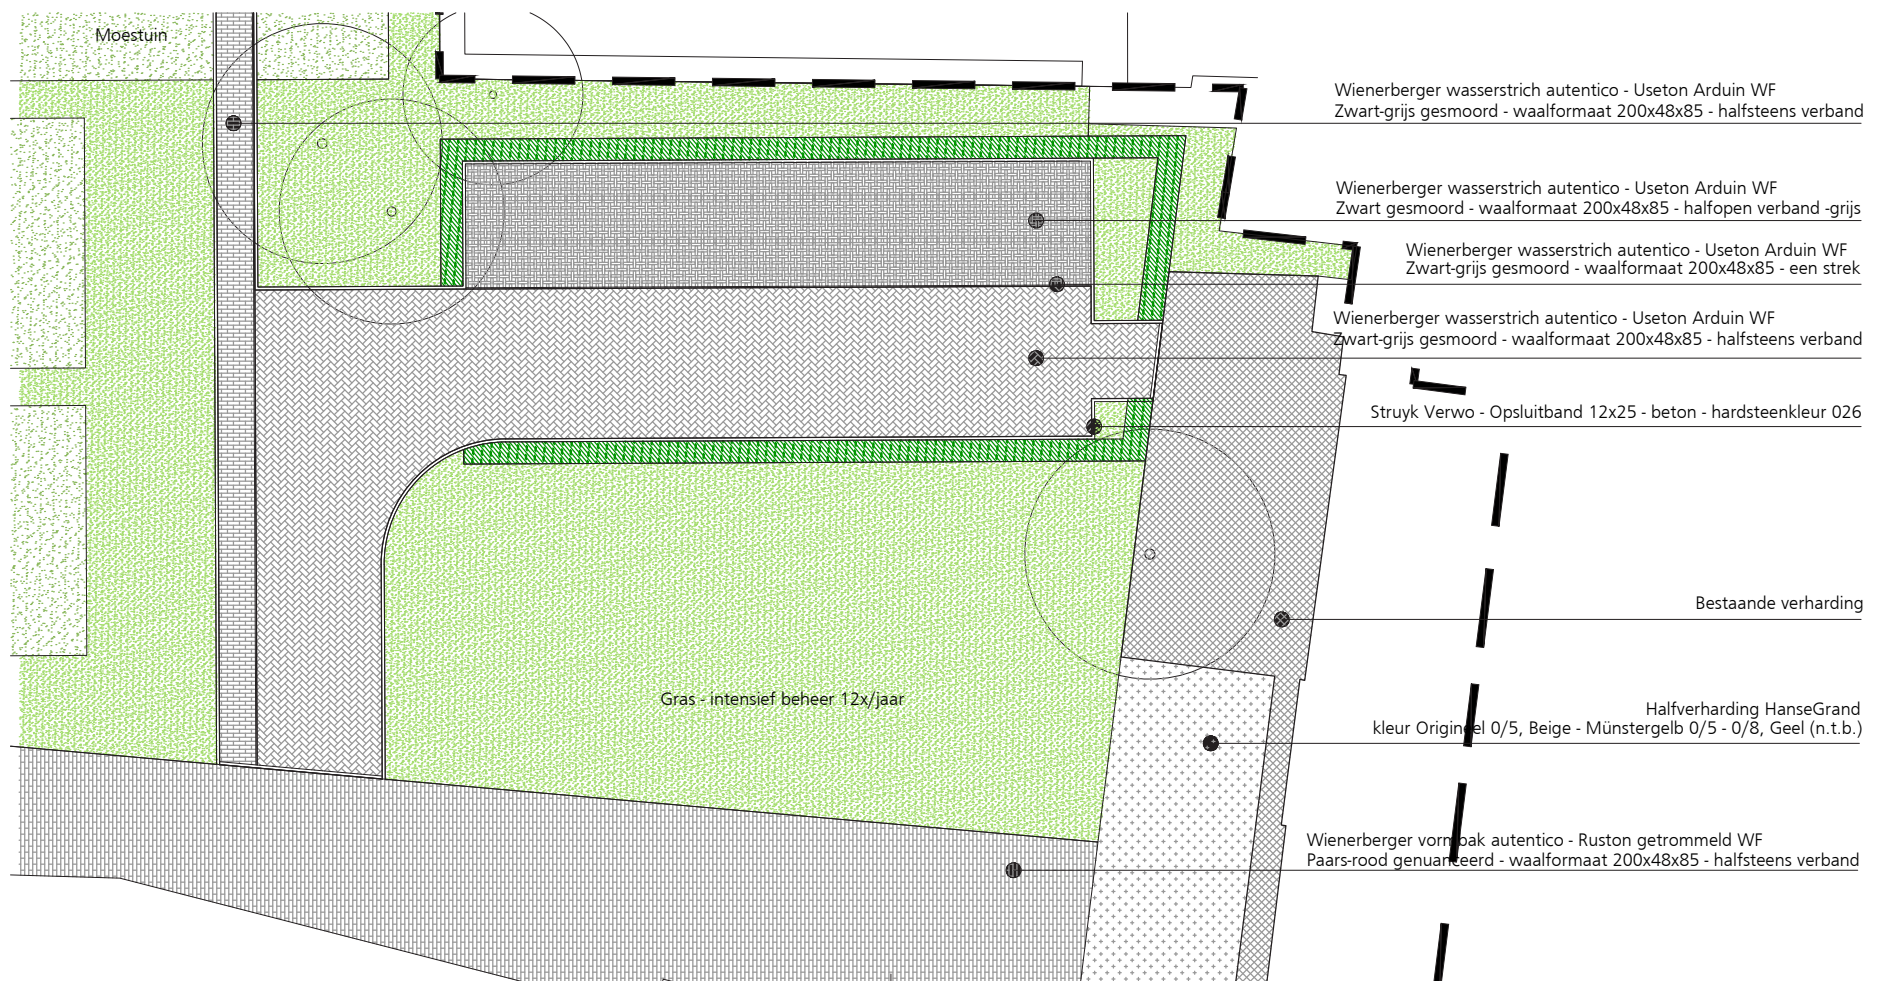 Moestuin
Wienerberger wasserstrich autentico - Useton Arduin WF
Zwart-grijs gesmoord - waalformaat 200x48x85 - halfsteens verband
Wienerberger wasserstrich autentico - Useton Arduin WF
Zwart gesmoord - waalformaat 200x48x85 - halfopen verband -grijs
Wienerberger wasserstrich autentico - Useton Arduin WF
Zwart-grijs gesmoord - waalformaat 200x48x85 - een strek
Wienerberger wasserstrich autentico - Useton Arduin WF
Zwart-grijs gesmoord - waalformaat 200x48x85 - halfsteens verband
Struyk Verwo - Opsluitband 12x25 - beton - hardsteenkleur 026
Bestaande verharding
Gras - intensief beheer 12x/jaar
Halfverharding HanseGrand
kleur Origineel 0/5, Beige - Münstergelb 0/5 - 0/8, Geel (n.t.b.)
Wienerberger vormbak autentico - Ruston getrommeld WF
Paars-rood genuanceerd - waalformaat 200x48x85 - halfsteens verband